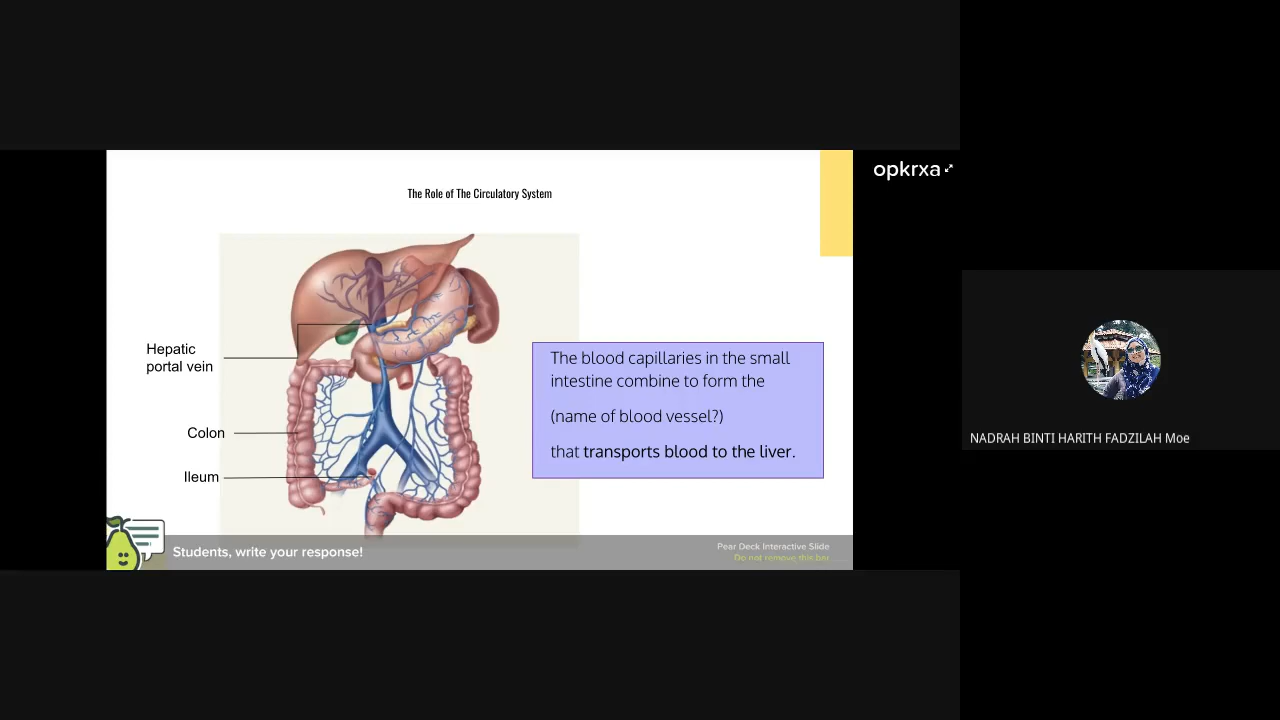 opkrxa
The Role of The Circulatory System
Hepatic
portal vein
Colon
Ileum
The blood capillaries in the small
intestine combine to form the
(name of blood vessel?)
that transports blood to the liver.
Students, write your response!
Pear Deck Interactive Slide
Do not remove this bar
NADRAH BINTI HARITH FADZILAH Moe